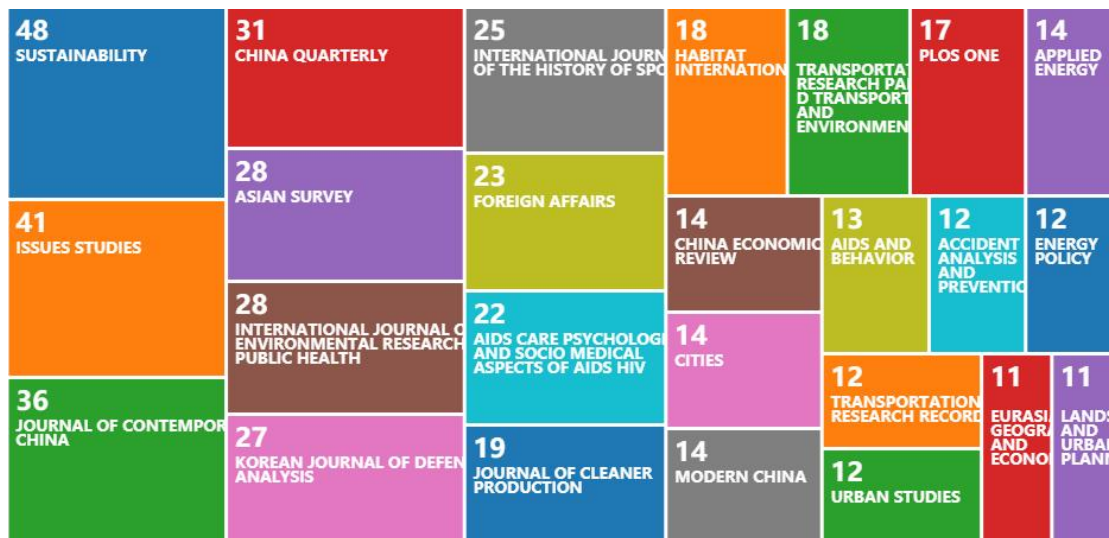 48
SUSTAINABILITY
41
ISSUES STUDIES
36
JOURNAL OF CONTEMPOR
CHINA
31
CHINA QUARTERLY
28
ASIAN SURVEY
28
INTERNATIONAL JOURNAL O
ENVIRONMENTAL RESEARCH
PUBLIC HEALTH
27
KOREAN JOURNAL OF DEFEN
ANALYSIS
25
INTERNATIONAL JOURN
OF THE HISTORY OF SPO
23
FOREIGN AFFAIRS
22
AIDS CARE PSYCHOLOGI
AND SOCIO MEDICAL
ASPECTS OF AIDS HIV
19
JOURNAL OF CLEANER
PRODUCTION
18
HABITAT
INTERNATION
18
TRANSPORTAT
RESEARCH PA
D TRANSPORT
AND
ENVIRONMEN
17
PLOS ONE
14
APPLIED
ENERGY
14
CHINA ECONOMIC
REVIEW
14
CITIES
14
MODERN CHINA
13
AIDS AND
BEHAVIOR
12
ACCIDENT
ANALYSIS
AND
PREVENTIO
12
ENERGY
POLICY
12
TRANSPORTATION
RESEARCH RECORD
12
URBAN STUDIES
11
EURASIA
GEOGRA
AND
ECONO
11
LANDS
AND
URBA
PLANN